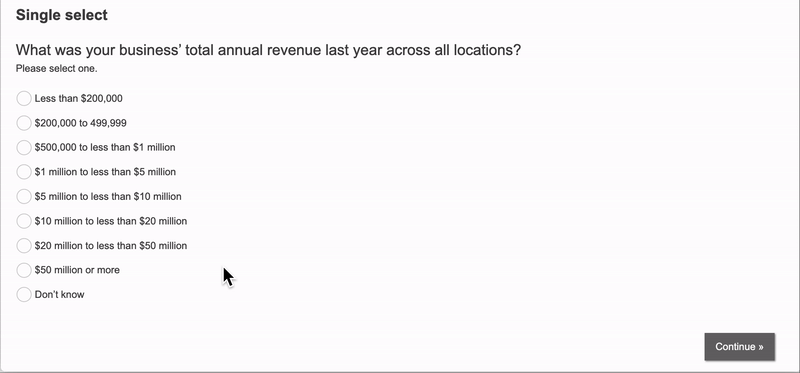 Single select
What was your business’ total annual revenue last year across all locations?
Please select one.
Less than $200,000
$200,000 to 499,999
$500,000 to less than $1 million
$1 million to less than $5 million
$5 million to less than $10 million
$10 million to less than $20 million
$20 million to less than $50 million
$50 million or more
Don’t know
Continue »